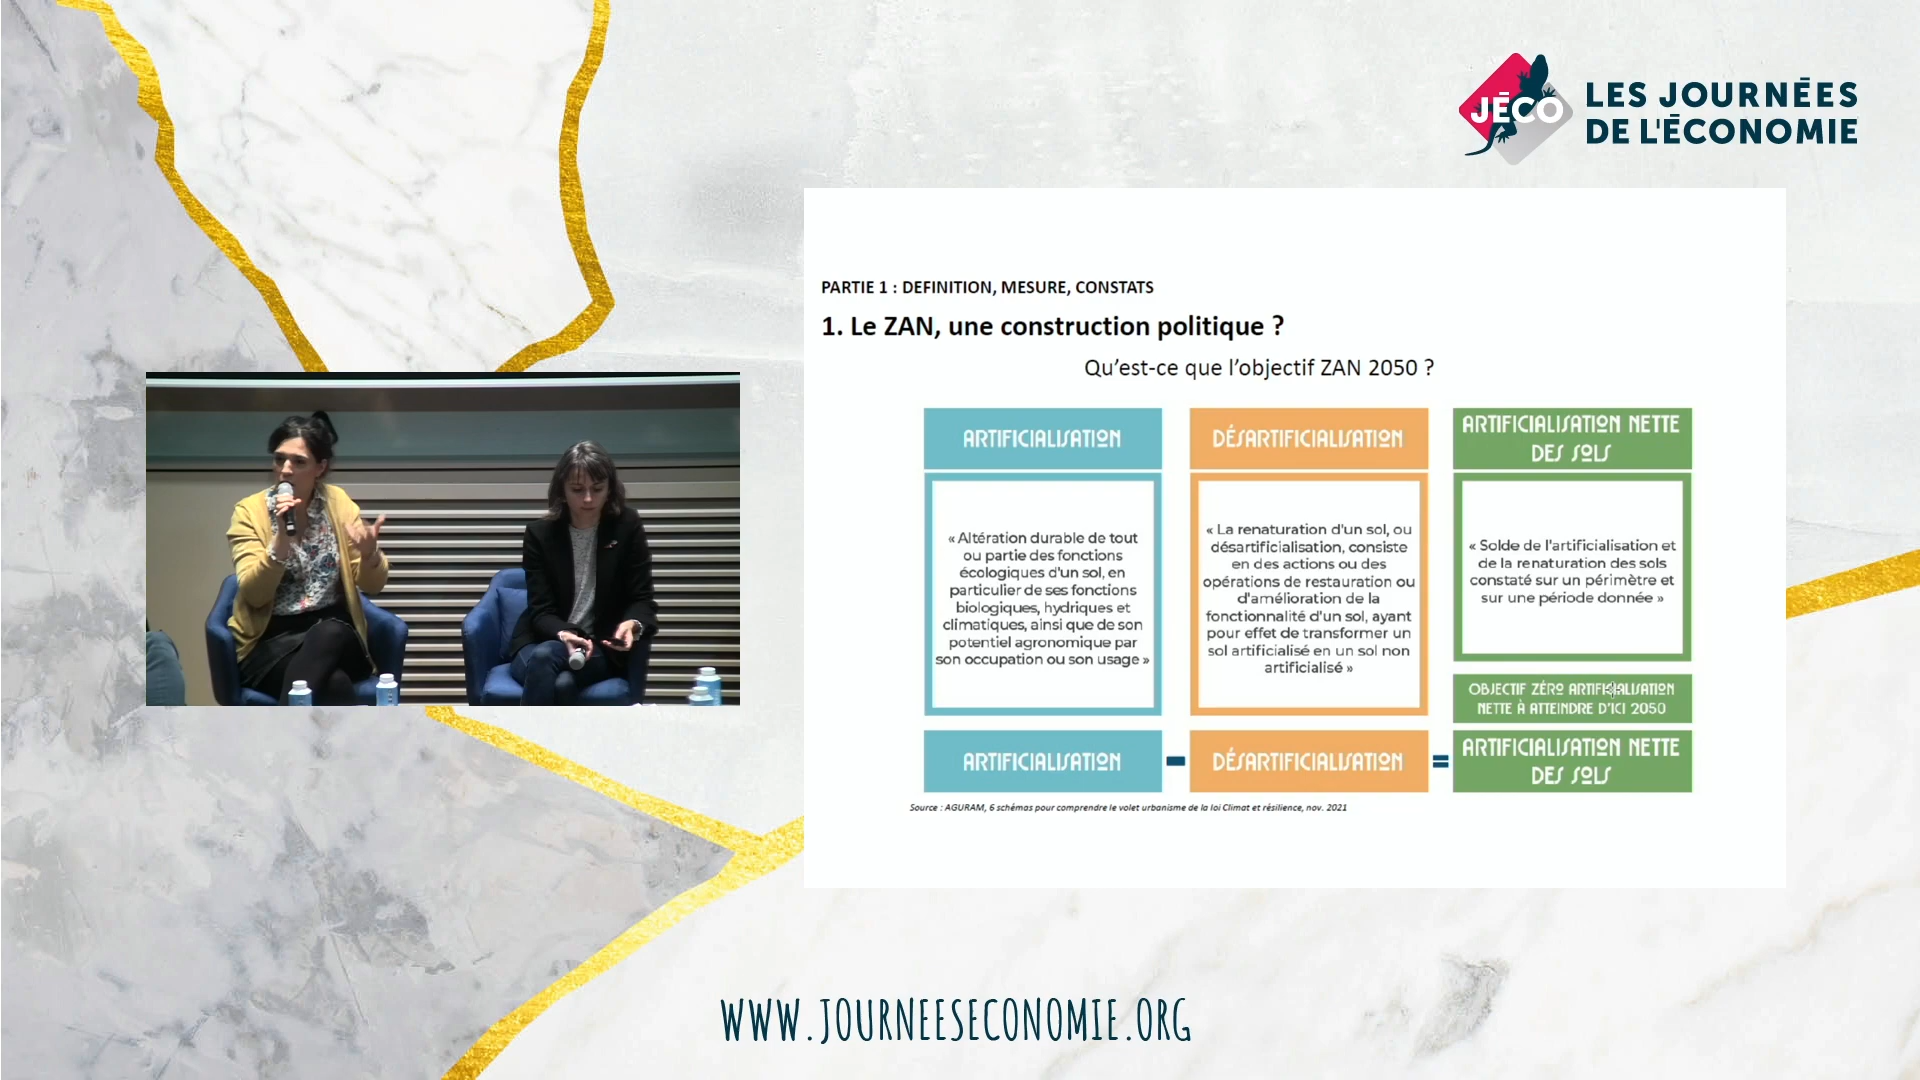 JÉCO
LES JOURNÉES
DE L'ÉCONOMIE
PARTIE 1 : DEFINITION, MESURE, CONSTATS
1. Le ZAN, une construction politique ?
Qu'est-ce que l'objectif ZAN 2050 ?
ARTIFICIALISATION
« Altération durable de tout
ou partie des fonctions
écologiques d'un sol, en
particulier de ses fonctions
biologiques, hydriques et
climatiques, ainsi que de son
potentiel agronomique par
son occupation ou son usage »
DÉSARTIFICIALISATION
« La renaturation d'un sol, ou
désartificialisation, consiste
en des actions ou des
opérations de restauration ou
d'amélioration de la
fonctionnalité d'un sol, ayant
pour effet de transformer un
sol artificialisé en un sol non
artificialisé »
ARTIFICIALISATION NETTE
DES SOLS
« Solde de l'artificialisation et
de la renaturation des sols
constaté sur un périmètre et
sur une période donnée »
OBJECTIF ZÉRO ARTIFICIALISATION
NETTE À ATTEINDRE D'ICI 2050
ARTIFICIALISATION - DÉSARTIFICIALISATION = ARTIFICIALISATION NETTE
DES SOLS
Source : AGURAM, 6 schémas pour comprendre le volet urbanisme de la loi Climat et résilience, nov. 2021
WWW.JOURNEESECONOMIE.ORG